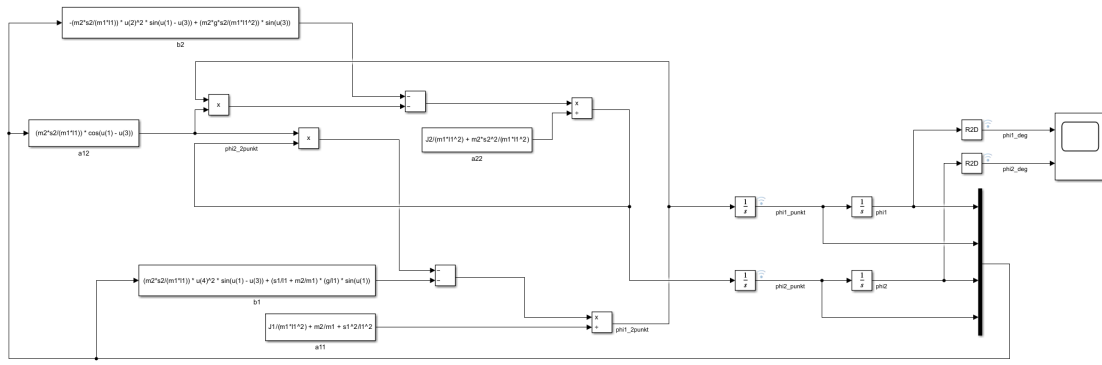 -(m2*s2/(m1*l1)) * u(2)^2 * sin(u(1) - u(3)) + (m2*g*s2/(m1*l1^2)) * sin(u(3))
b2
x
(m2*s2/(m1*l1)) * cos(u(1) - u(3))
a12
phi2_2punkt
x
J2/(m1*l1^2) + m2*s2^2/(m1*l1^2)
a22
x
÷
R2D
phi1_deg
R2D
phi2_deg
1
s
phi1_punkt
1
s
phi1
1
s
phi2_punkt
1
s
phi2
(m2*s2/(m1*l1)) * u(4)^2 * sin(u(1) - u(3)) + (s1/l1 + m2/m1) * (g/l1) * sin(u(1))
b1
J1/(m1*l1^2) + m2/m1 + s1^2/l1^2
a11
x
÷
phi1_2punkt